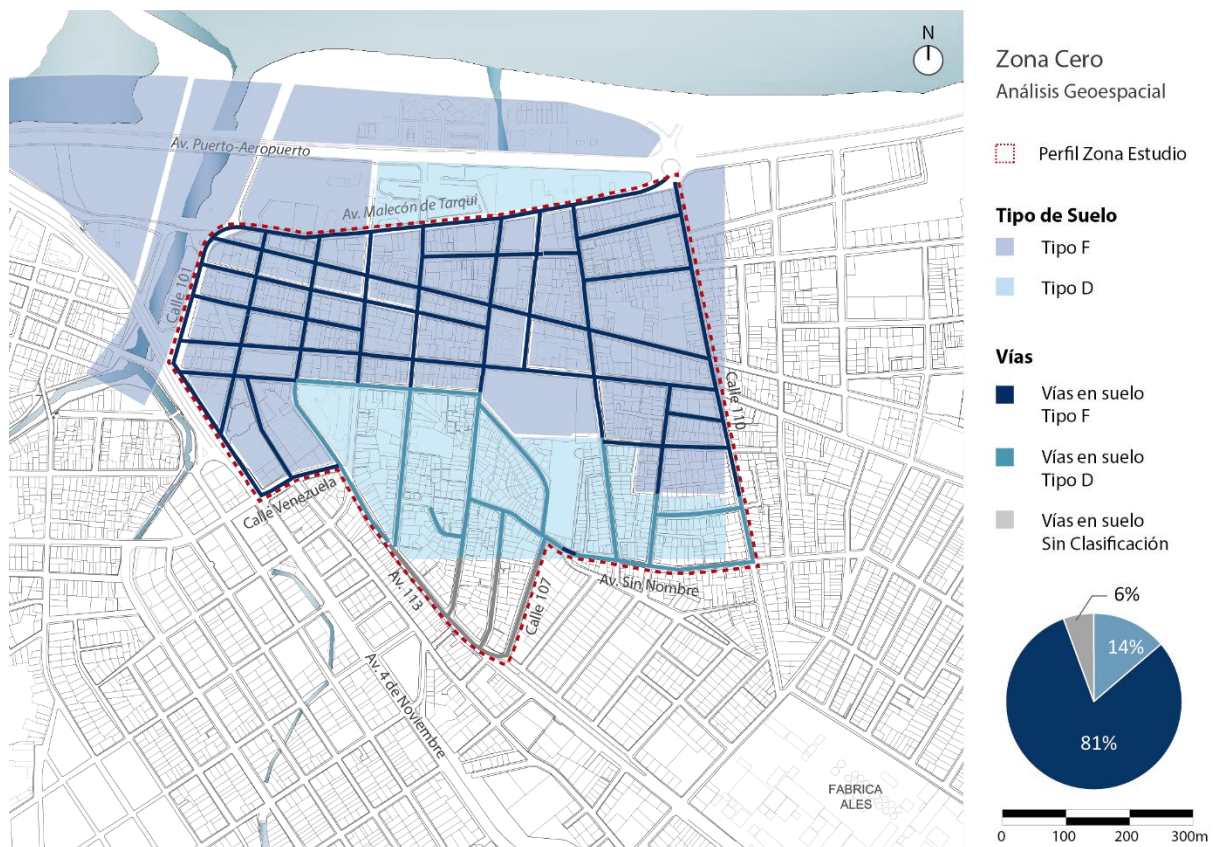 N
Av. Puerto-Aeropuerto
Av. Malecón de Tarqui
Calle 101
Calle 110
Calle Venezuela
Av. 113
Calle 107
Av. Sin Nombre
Av. 4 de Noviembre
FABRICA
ALES
Zona Cero
Análisis Geoespacial
Perfil Zona Estudio
Tipo de Suelo
Tipo F
Tipo D
Vías
Vías en suelo
Tipo F
Vías en suelo
Tipo D
Vías en suelo
Sin Clasificación
6%
14%
81%
0 100 200 300m